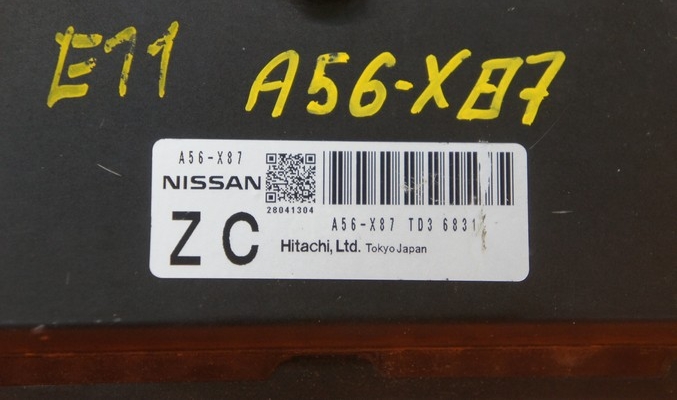 E11 A56-X87
A56-X87
NISSAN
28041304
ZC
A56-X87 TD3 6831
Hitachi, Ltd. Tokyo Japan